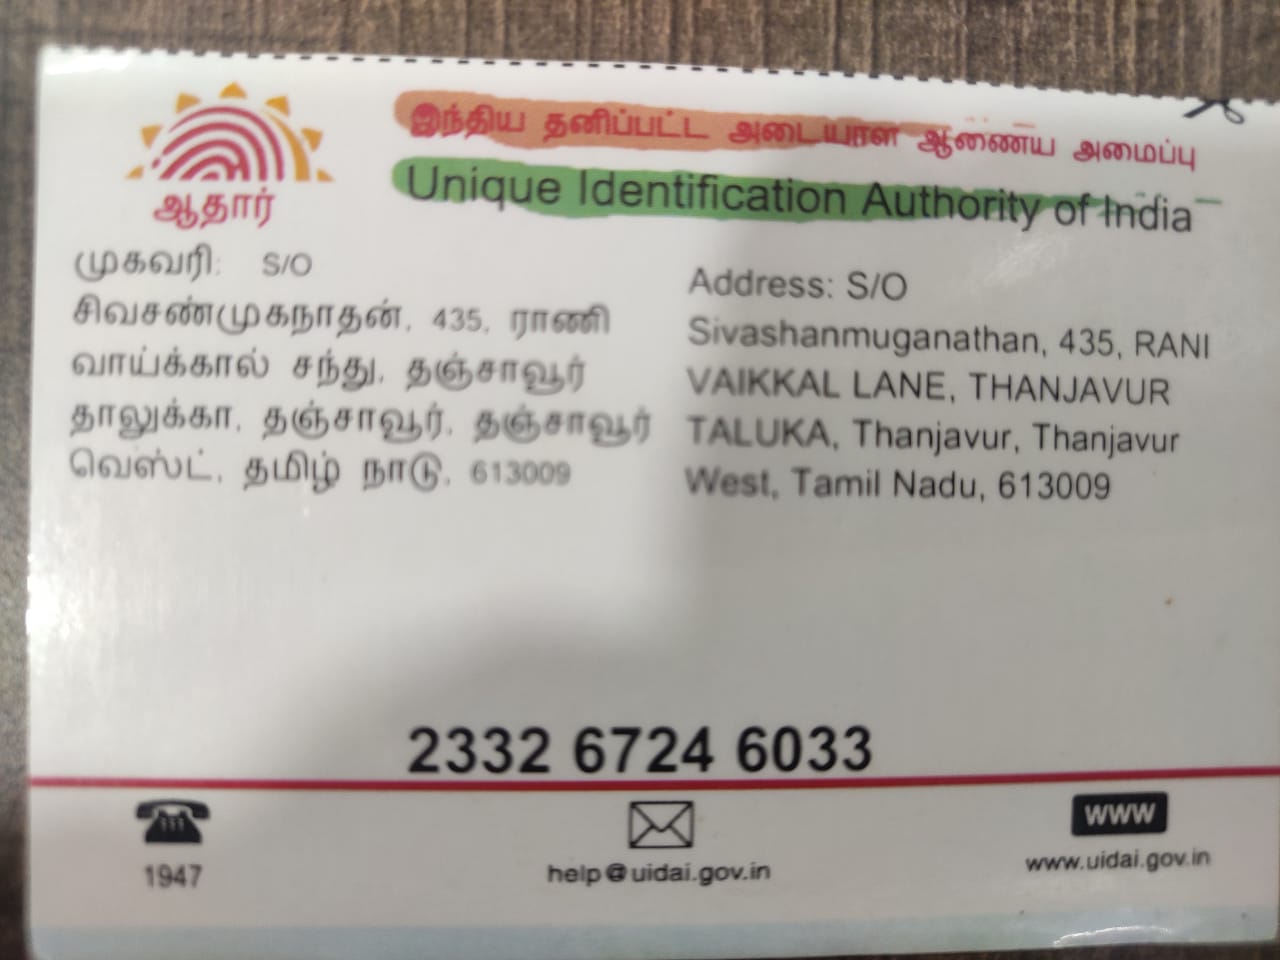 இந்திய தனிப்பட்ட அடையாள ஆணைய அமைப்பு
Unique Identification Authority of India
ஆதார்
முகவரி: S/O
சிவசண்முகநாதன், 435, ராணி
வாய்க்கால் சந்து, தஞ்சாவூர்
தாலுக்கா, தஞ்சாவூர், தஞ்சாவூர்
வெஸ்ட், தமிழ் நாடு, 613009
Address: S/O
Sivashanmuganathan, 435, RANI
VAIKKAL LANE, THANJAVUR
TALUKA, Thanjavur, Thanjavur
West, Tamil Nadu, 613009
2332 6724 6033
1947
help@uidai.gov.in
WWW
www.uidai.gov.in